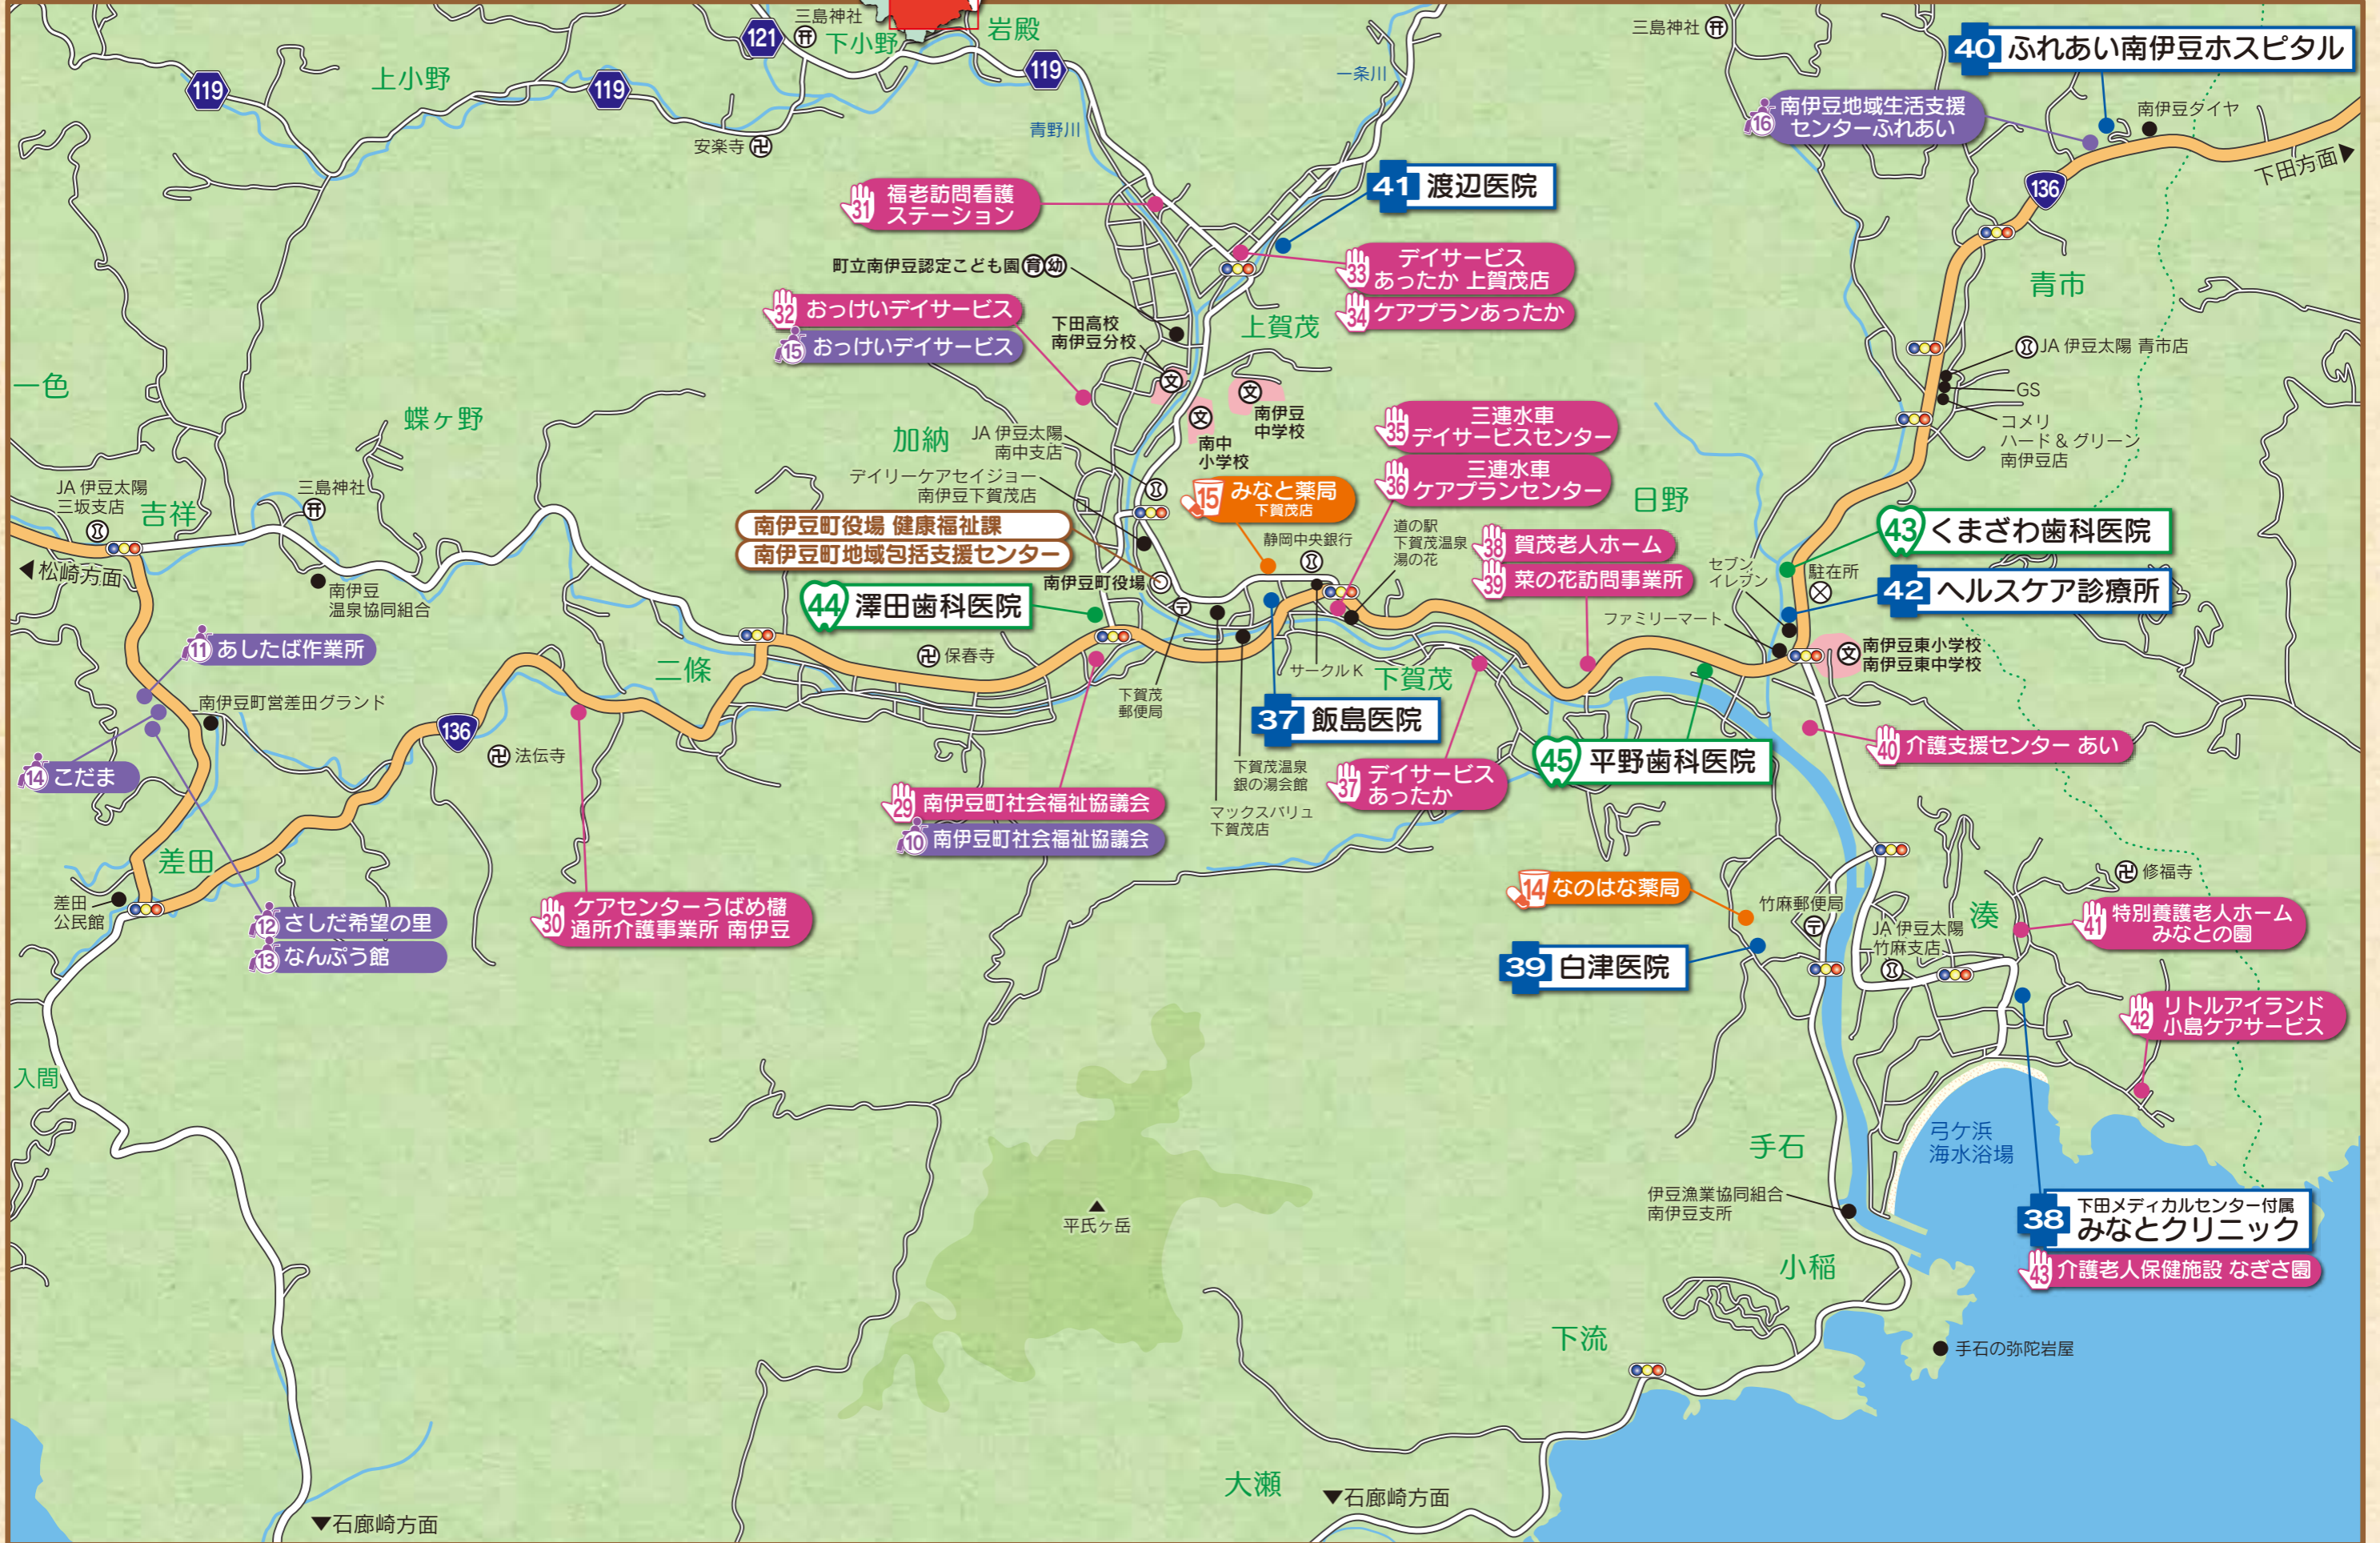 三島神社
121
下小野
岩殿
三島神社
119
上小野
119
119
安楽寺
青野川
一条川
40 ふれあい南伊豆ホスピタル
16 南伊豆地域生活支援
センターふれあい
南伊豆ダイヤ
下田方面▶
136
31 福老訪問看護
ステーション
41 渡辺医院
町立南伊豆認定こども園 育 幼
33 デイサービス
あったか 上賀茂店
34 ケアプランあったか
32 おっけいデイサービス
15 おっけいデイサービス
下田高校
南伊豆分校
上賀茂
文
文
文
南伊豆
中学校
南中
小学校
青市
JA 伊豆太陽 青市店
GS
コメリ
ハード & グリーン
南伊豆店
一色
蝶ヶ野
加納
JA 伊豆太陽
南中支店
デイリーケアセイジョー
南伊豆下賀茂店
35 三連水車
デイサービスセンター
36 三連水車
ケアプランセンター
15 みなと薬局
下賀茂店
日野
JA 伊豆太陽
三坂支店
吉祥
三島神社
南伊豆町役場 健康福祉課
南伊豆町地域包括支援センター
南伊豆町役場
静岡中央銀行
道の駅
下賀茂温泉
湯の花
38 賀茂老人ホーム
39 菜の花訪問事業所
43 くまざわ歯科医院
セブン
イレブン
駐在所
42 ヘルスケア診療所
ファミリーマート
文
南伊豆東小学校
南伊豆東中学校
◀松崎方面
南伊豆
温泉協同組合
44 澤田歯科医院
11 あしたば作業所
二條
保春寺
下賀茂
郵便局
サークルK
下賀茂
南伊豆町営差田グランド
136
法伝寺
37 飯島医院
下賀茂温泉
銀の湯会館
マックスバリュ
下賀茂店
37 デイサービス
あったか
45 平野歯科医院
40 介護支援センター あい
14 こだま
29 南伊豆町社会福祉協議会
10 南伊豆町社会福祉協議会
差田
差田
公民館
12 さしだ希望の里
13 なんぷう館
30 ケアセンターうばめ樋
通所介護事業所 南伊豆
14 なのはな薬局
竹麻郵便局
39 白津医院
JA 伊豆太陽
竹麻支店
湊
修福寺
41 特別養護老人ホーム
みなとの園
42 リトルアイランド
小島ケアサービス
入間
弓ケ浜
海水浴場
手石
伊豆漁業協同組合
南伊豆支所
38 下田メディカルセンター付属
みなとクリニック
43 介護老人保健施設 なぎさ園
▲
平氏ヶ岳
小稲
下流
手石の弥陀岩屋
大瀬
▼石廊崎方面
▼石廊崎方面